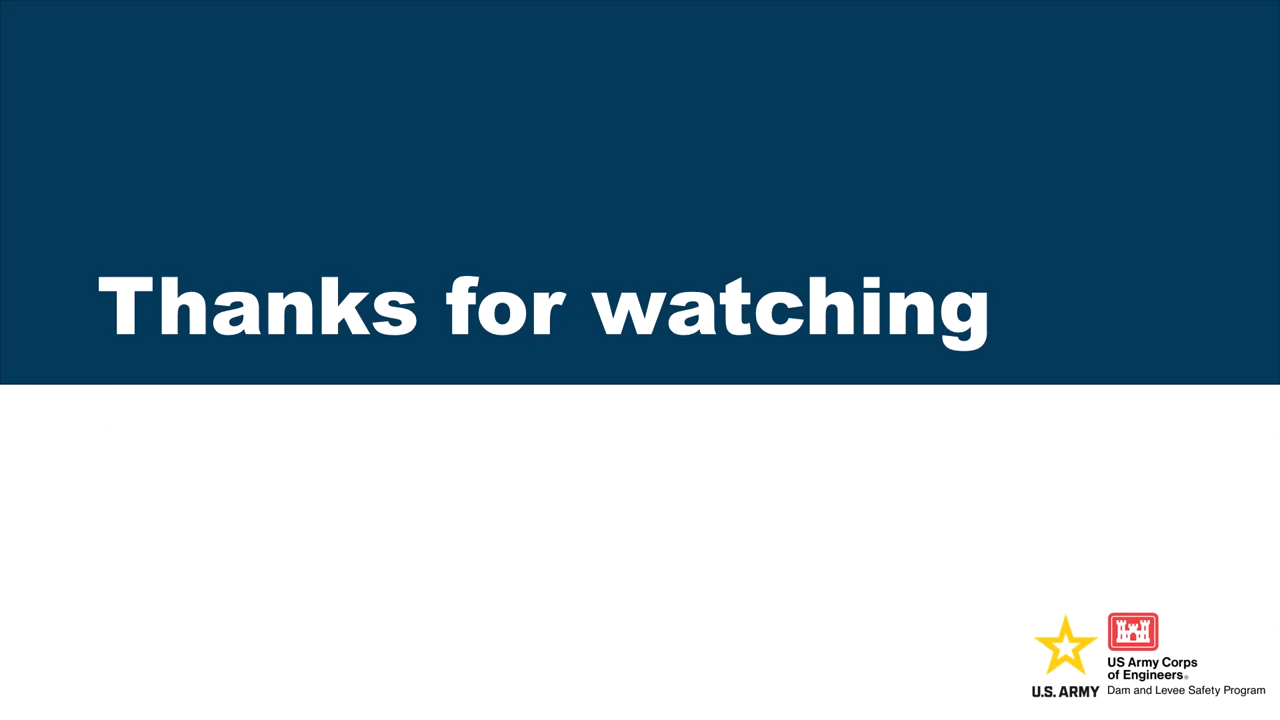 Thanks for watching
U.S. ARMY
US Army Corps
of Engineers®
Dam and Levee Safety Program